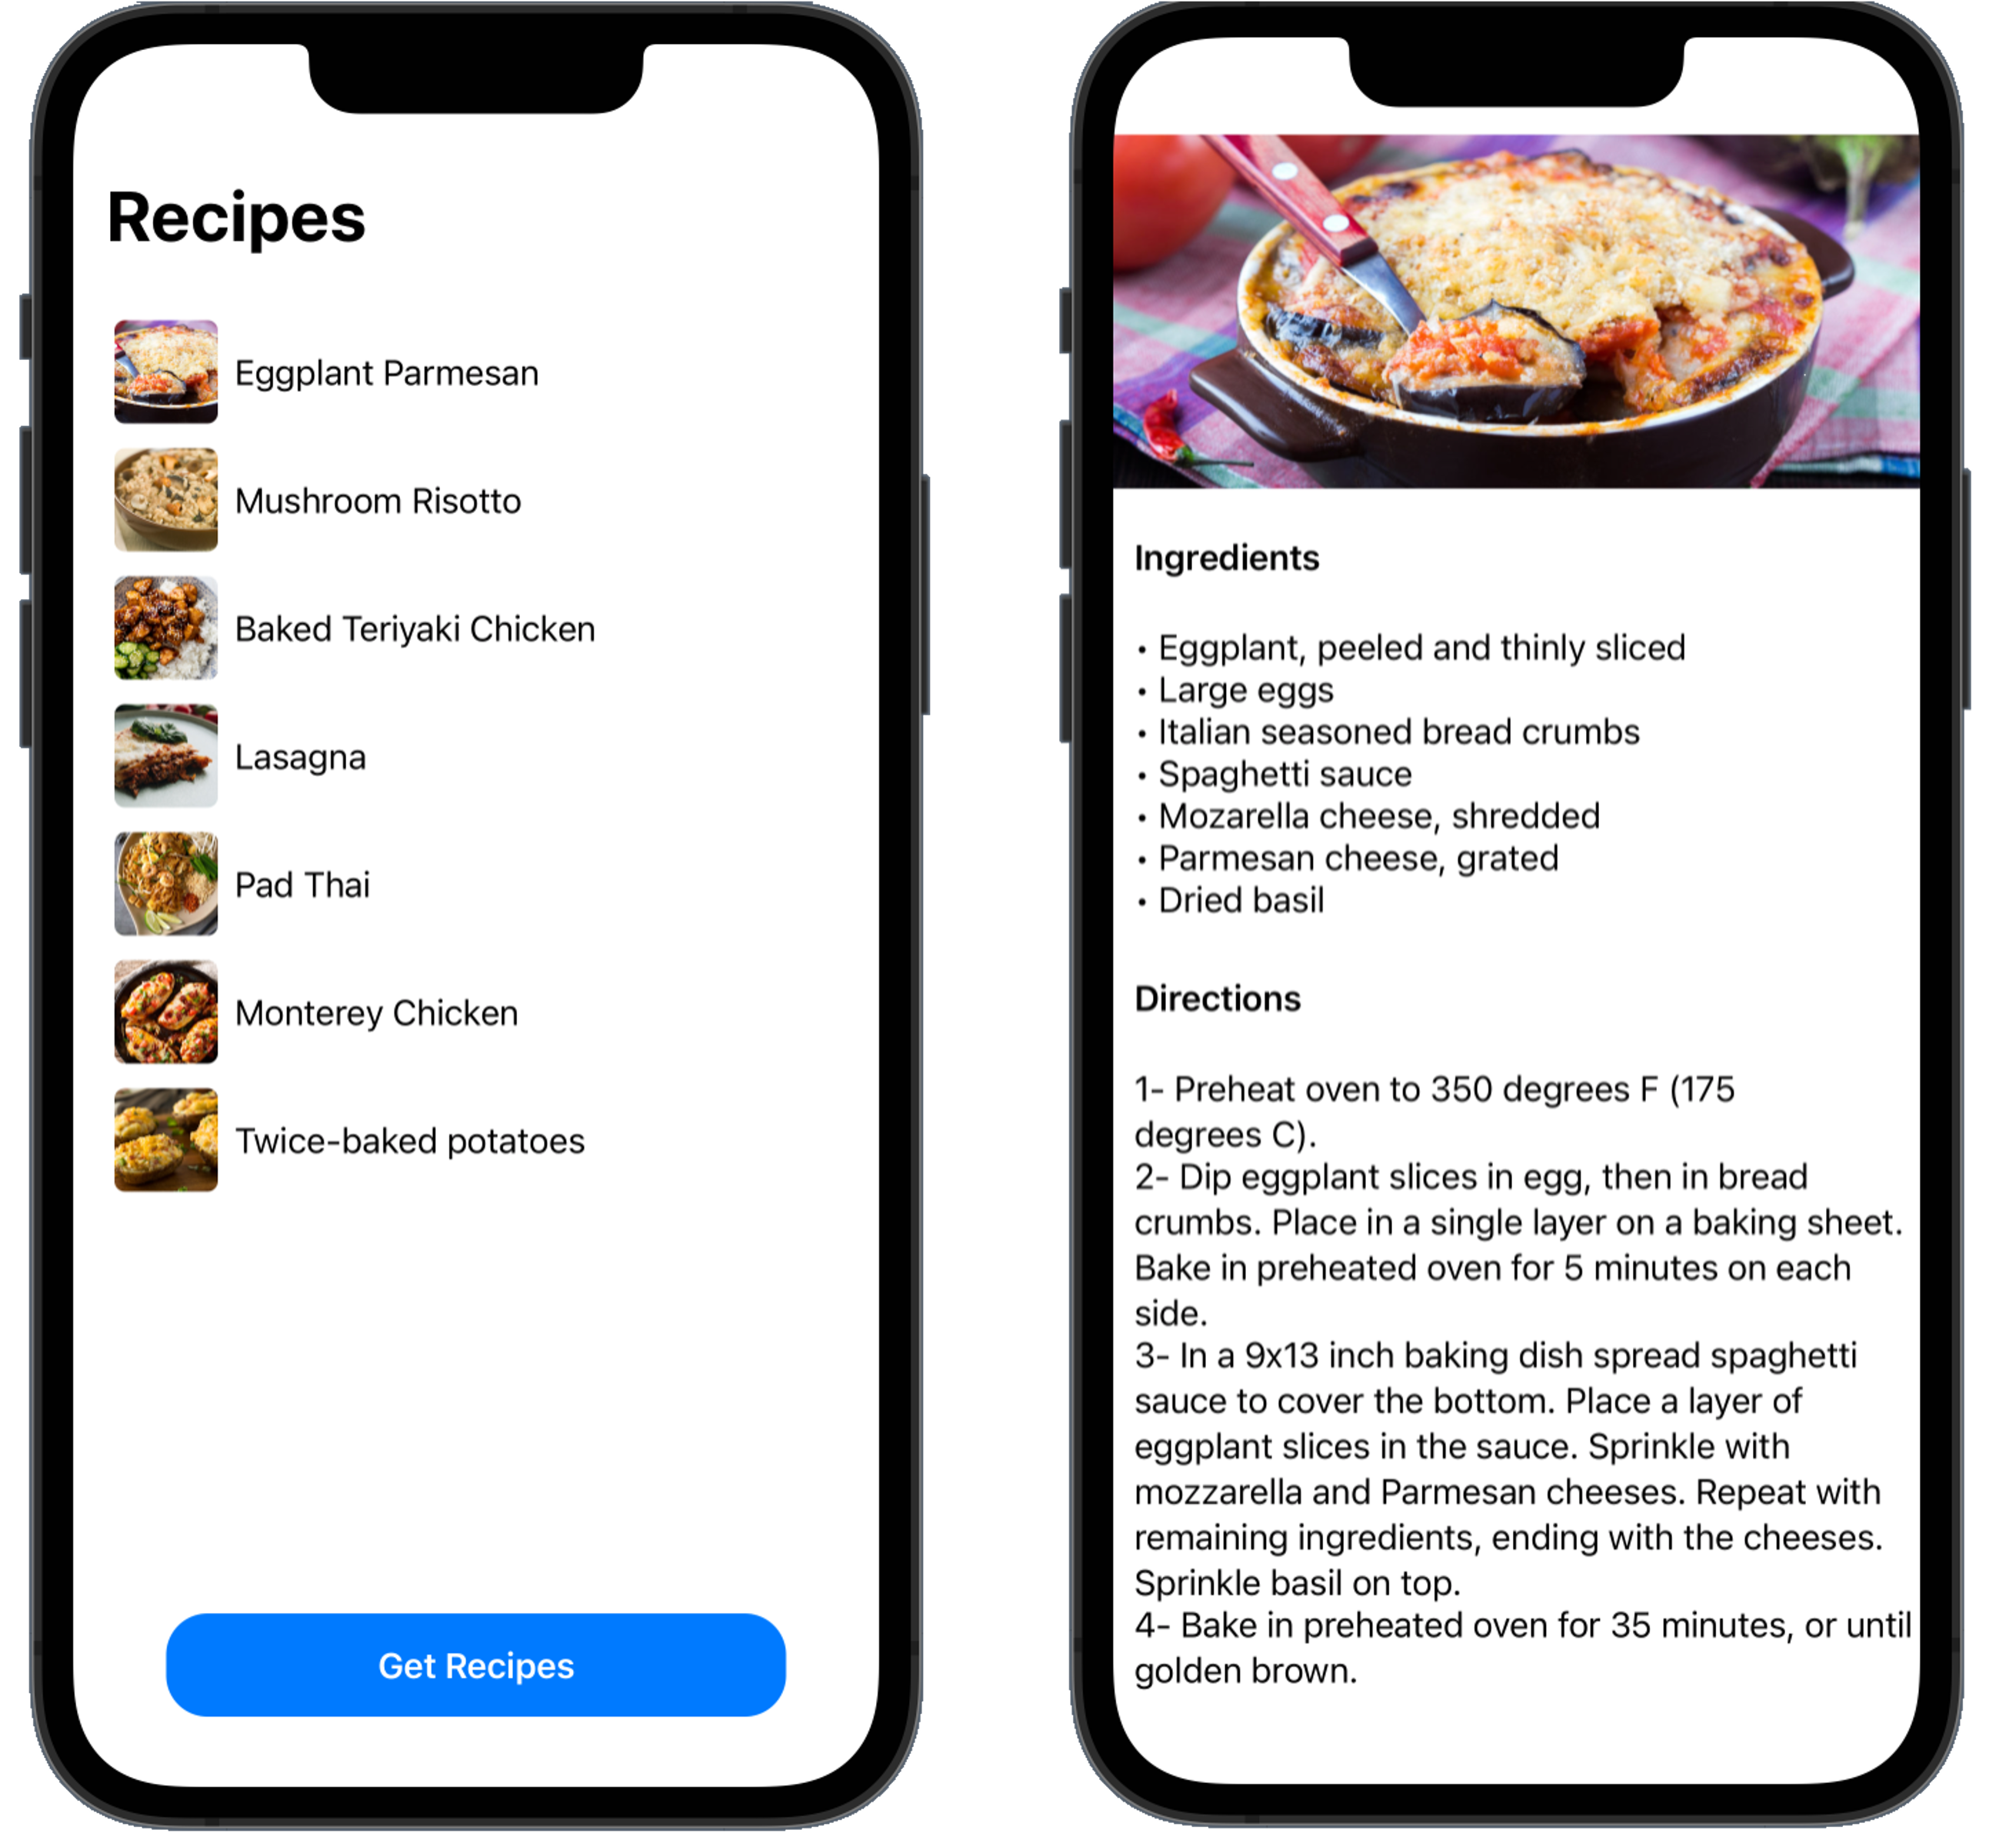 Recipes
Eggplant Parmesan
Mushroom Risotto
Baked Teriyaki Chicken
Lasagna
Pad Thai
Monterey Chicken
Twice-baked potatoes
Get Recipes
Ingredients
• Eggplant, peeled and thinly sliced
• Large eggs
• Italian seasoned bread crumbs
• Spaghetti sauce
• Mozarella cheese, shredded
• Parmesan cheese, grated
• Dried basil
Directions
1- Preheat oven to 350 degrees F (175
degrees C).
2- Dip eggplant slices in egg, then in bread
crumbs. Place in a single layer on a baking sheet.
Bake in preheated oven for 5 minutes on each
side.
3- In a 9x13 inch baking dish spread spaghetti
sauce to cover the bottom. Place a layer of
eggplant slices in the sauce. Sprinkle with
mozzarella and Parmesan cheeses. Repeat with
remaining ingredients, ending with the cheeses.
Sprinkle basil on top.
4- Bake in preheated oven for 35 minutes, or until
golden brown.